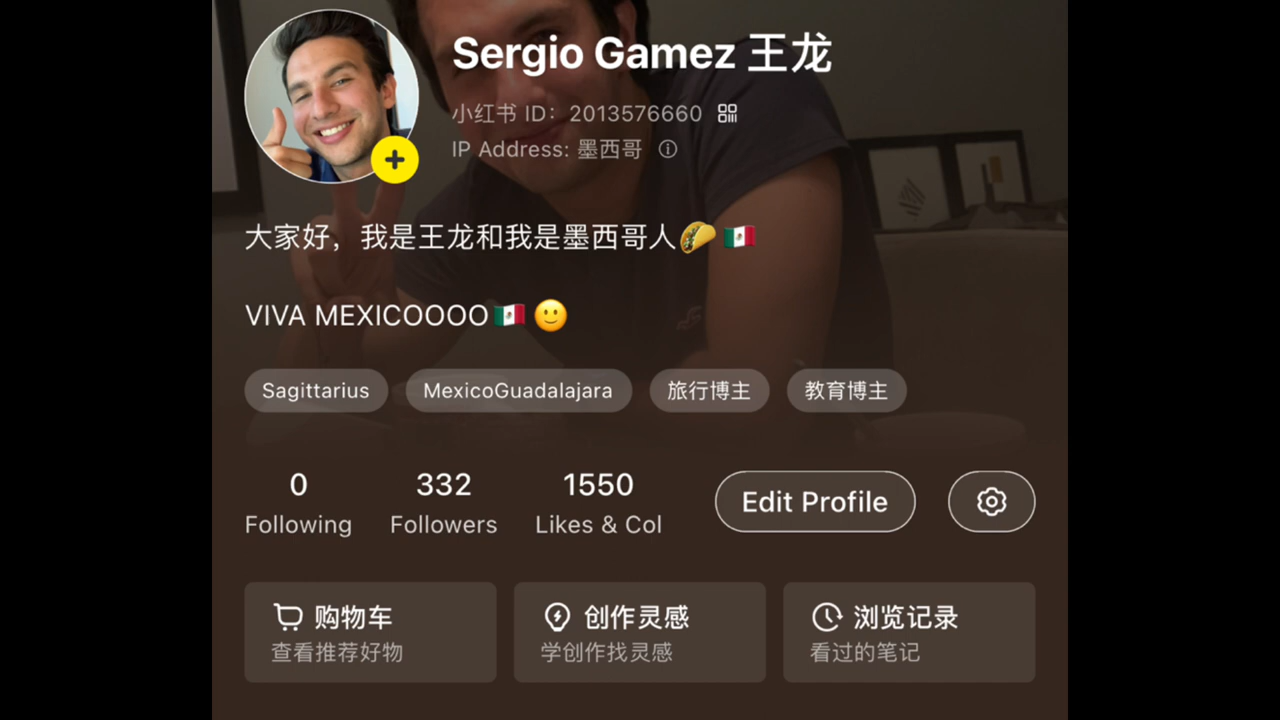 Sergio Gamez 王龙
小红书 ID: 2013576660
IP Address: 墨西哥
大家好，我是王龙和我是墨西哥人🌮🇲🇽
VIVA MEXICOOOO🇲🇽🙂
Sagittarius MexicoGuadalajara 旅行博主 教育博主
0 332 1550
Following Followers Likes & Col Edit Profile
购物车 创作灵感 浏览记录
查看推荐好物 学创作找灵感 看过的笔记